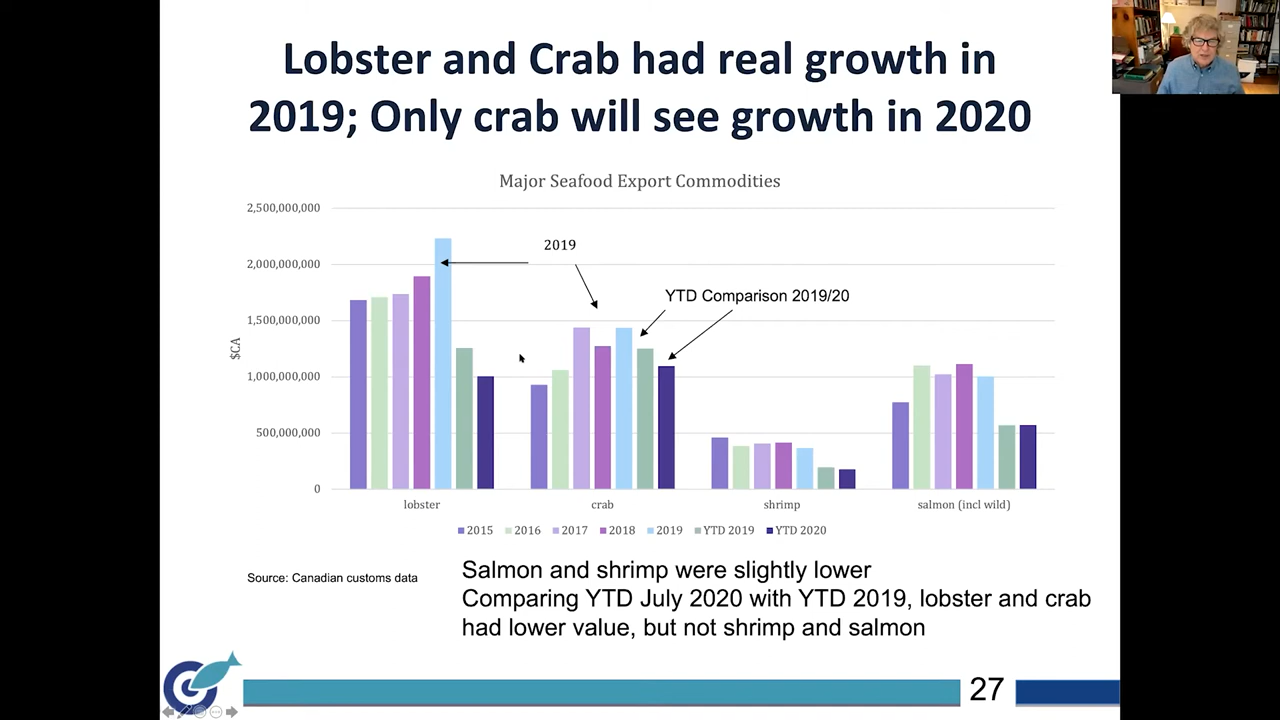 Lobster and Crab had real growth in
2019; Only crab will see growth in 2020
Major Seafood Export Commodities
2,500,000,000
2,000,000,000
1,500,000,000
1,000,000,000
500,000,000
0
$CA
2019
YTD Comparison 2019/20
lobster
crab
shrimp
salmon (incl wild)
2015 2016 2017 2018 2019 YTD 2019 YTD 2020
Source: Canadian customs data
Salmon and shrimp were slightly lower
Comparing YTD July 2020 with YTD 2019, lobster and crab
had lower value, but not shrimp and salmon
27